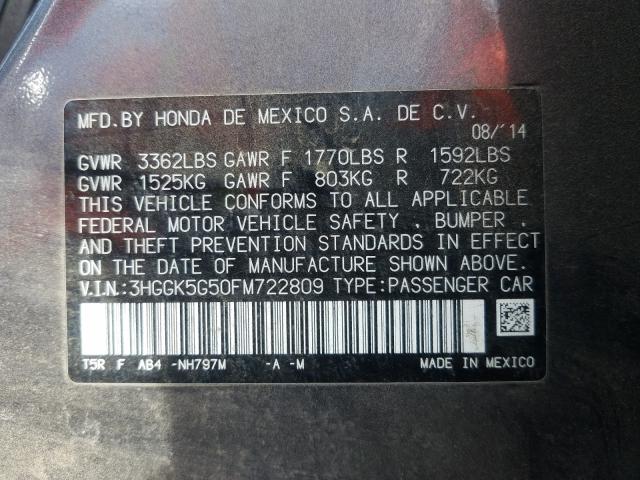 MFD.BY HONDA DE MEXICO S.A. DE C.V.
08/'14
GVWR 3362LBS GAWR F 1770LBS R 1592LBS
GVWR 1525KG GAWR F 803KG R 722KG
THIS VEHICLE CONFORMS TO ALL APPLICABLE
FEDERAL MOTOR VEHICLE SAFETY . BUMPER .
AND THEFT PREVENTION STANDARDS IN EFFECT
ON THE DATE OF MANUFACTURE SHOWN ABOVE.
V.I.N.:3HGGK5G50FM722809 TYPE:PASSENGER CAR
T5R F AB4 -NH797M -A -M MADE IN MEXICO